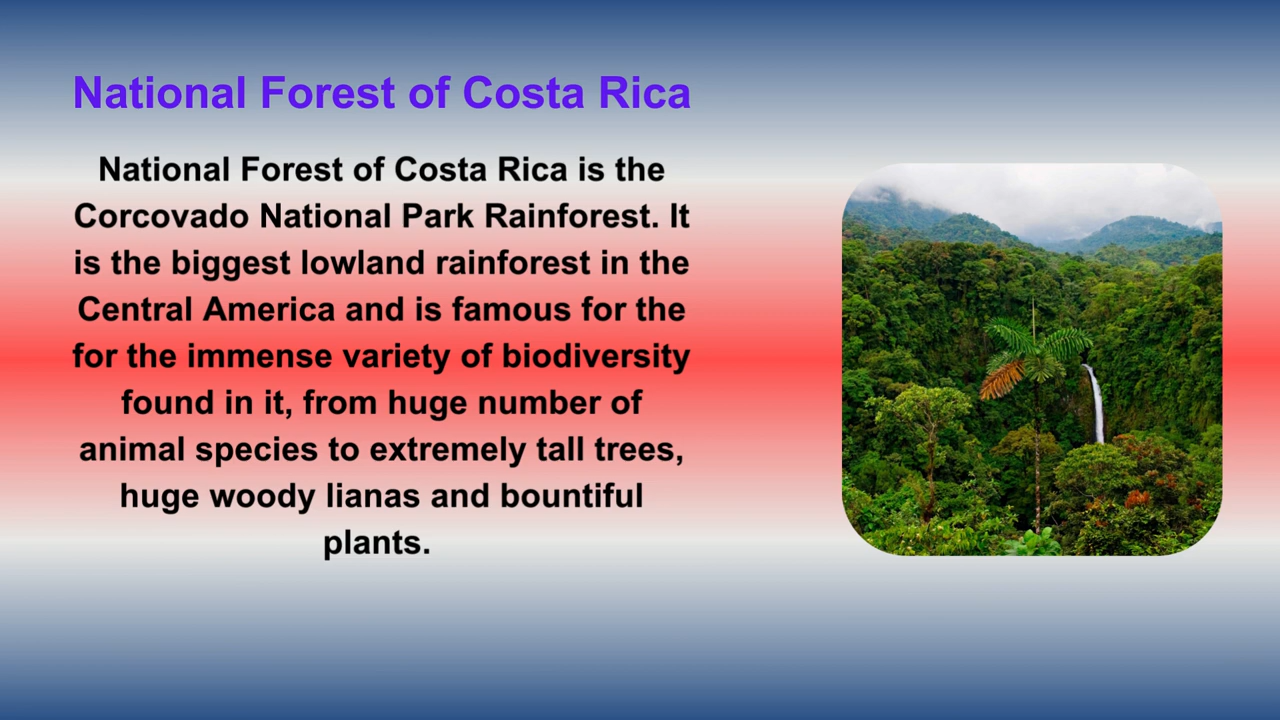 National Forest of Costa Rica
National Forest of Costa Rica is the
Corcovado National Park Rainforest. It
is the biggest lowland rainforest in the
Central America and is famous for the
for the immense variety of biodiversity
found in it, from huge number of
animal species to extremely tall trees,
huge woody lianas and bountiful
plants.